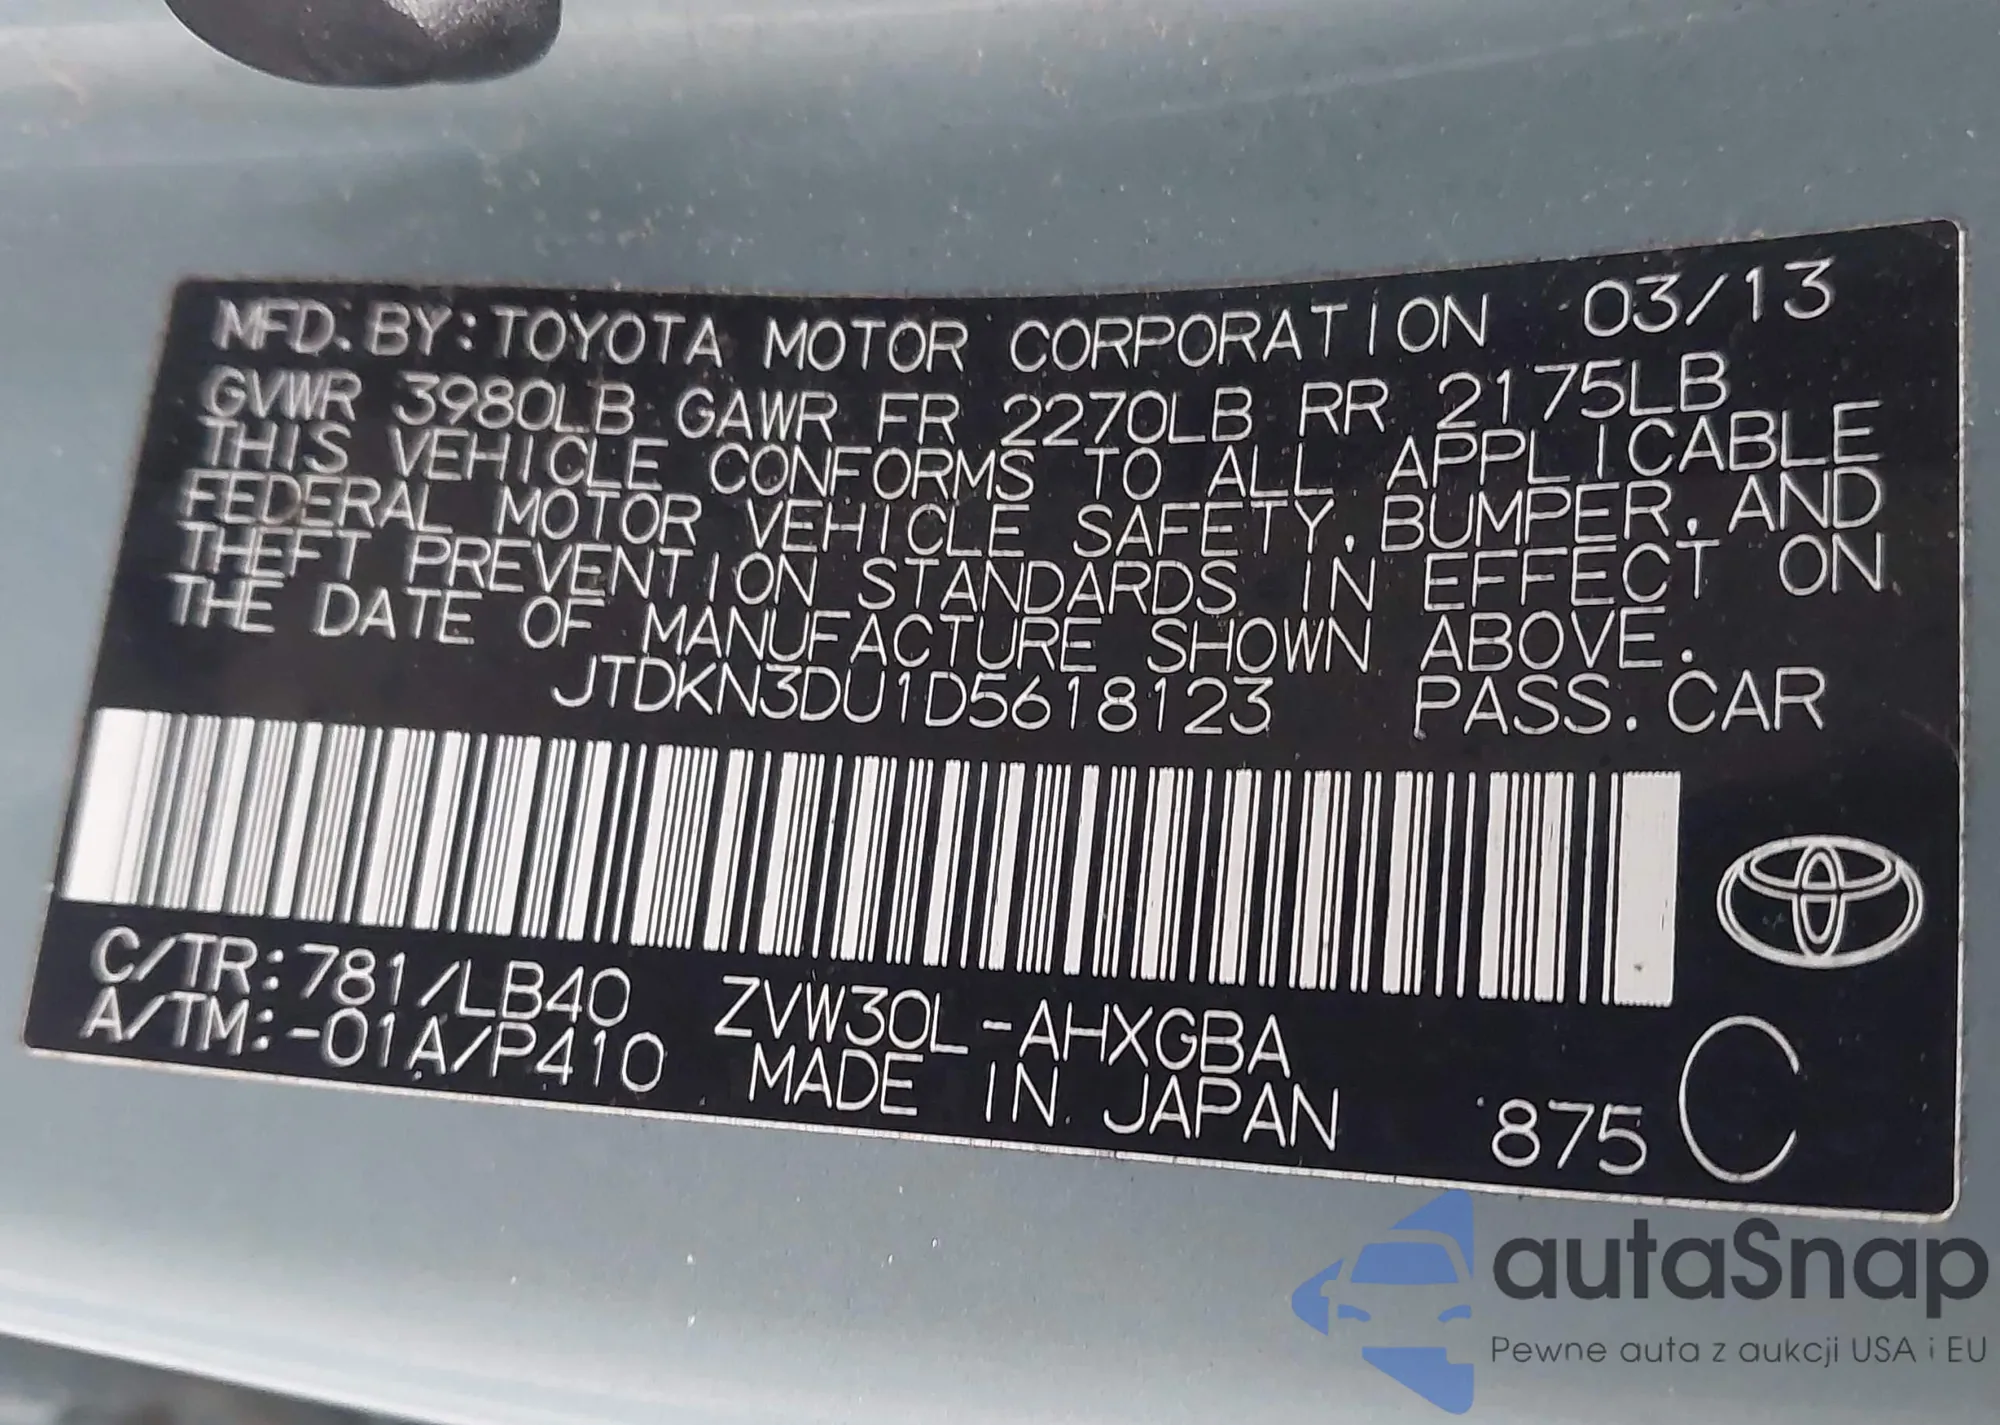 MFD. BY: TOYOTA MOTOR CORPORATION 03/13
GVWR 3980LB GAWR FR 2270LB RR 2175LB
THIS VEHICLE CONFORMS TO ALL APPLICABLE
FEDERAL MOTOR VEHICLE SAFETY, BUMPER, AND
THEFT PREVENTION STANDARDS IN EFFECT ON
THE DATE OF MANUFACTURE SHOWN ABOVE.
JTDKN3DU1D5618123 PASS. CAR
C/TR: 781/LB40 ZVW30L-AHXGBA
A/TM: -01A/P410 MADE IN JAPAN 875 C
autaSnap
Pewne auta z aukcji USA i EU